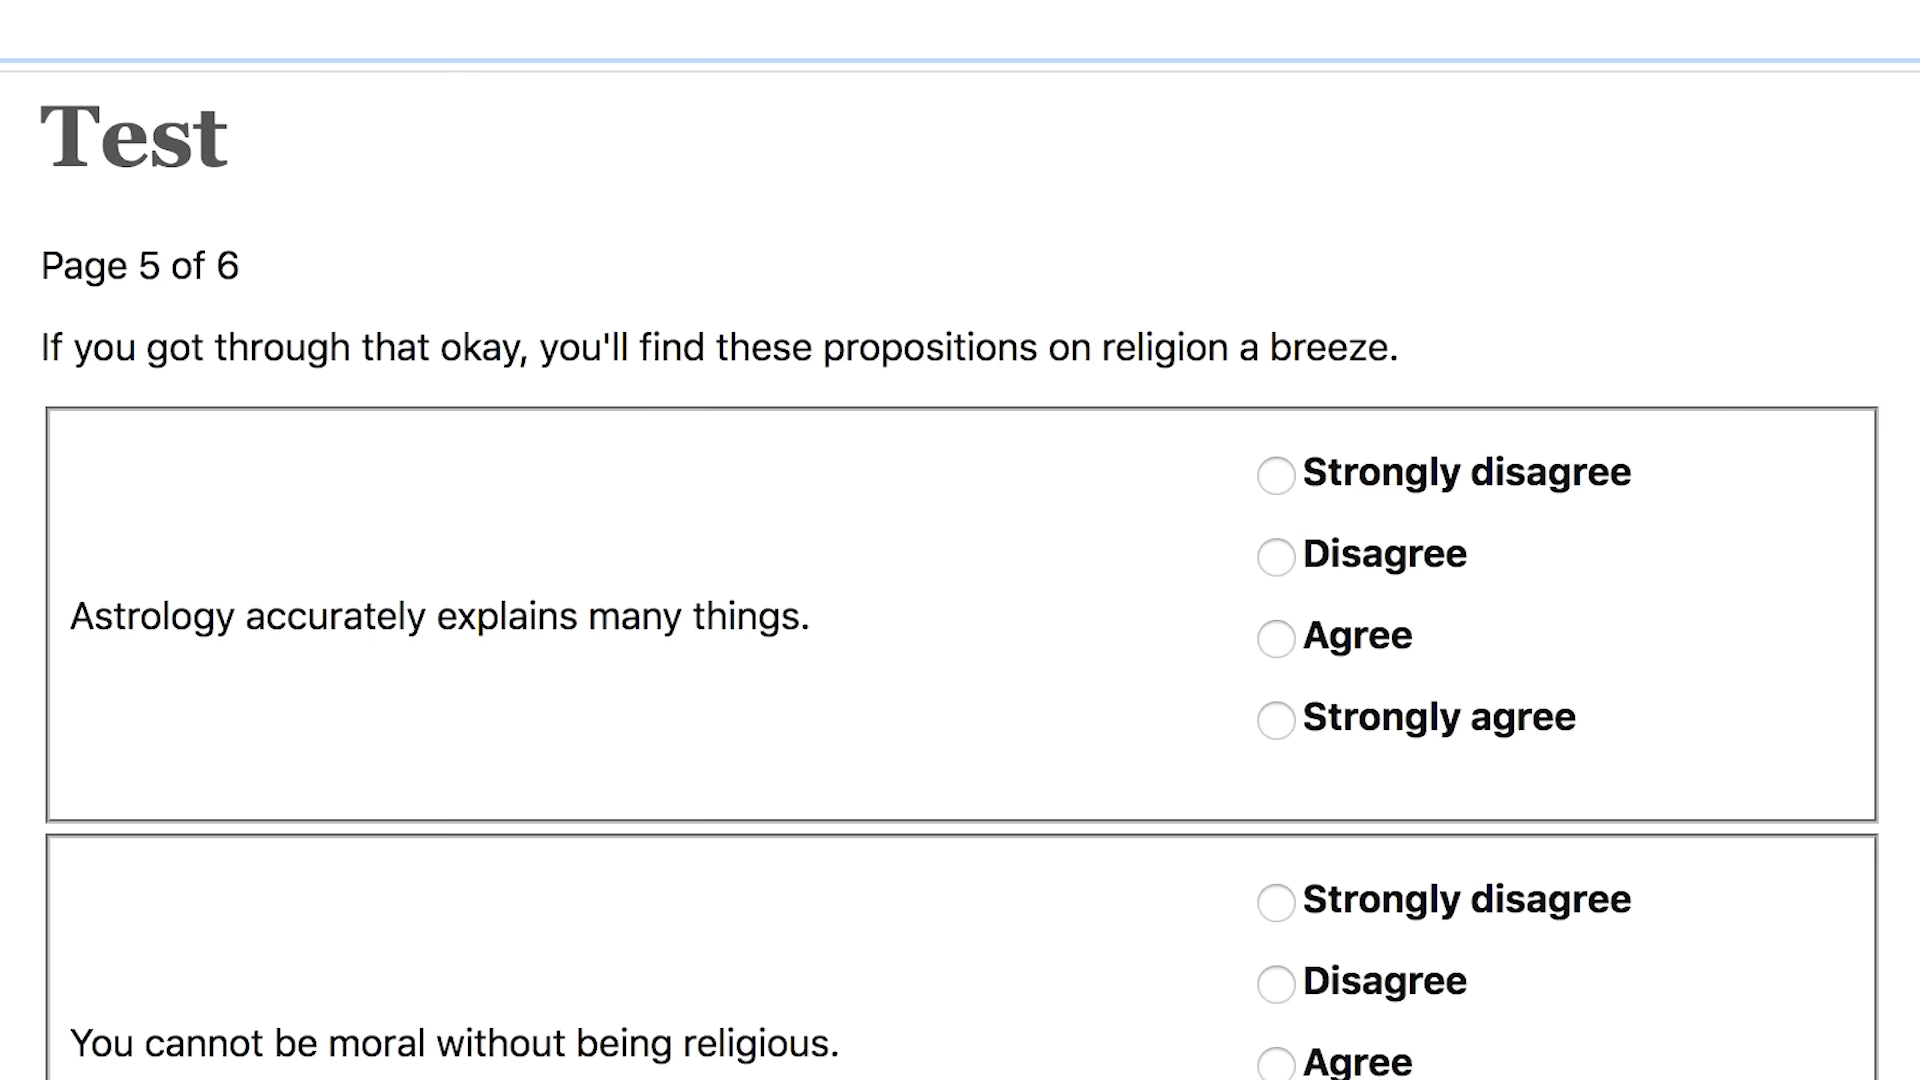 Test
Page 5 of 6
If you got through that okay, you'll find these propositions on religion a breeze.
Astrology accurately explains many things.
Strongly disagree
Disagree
Agree
Strongly agree
You cannot be moral without being religious.
Strongly disagree
Disagree
Agree